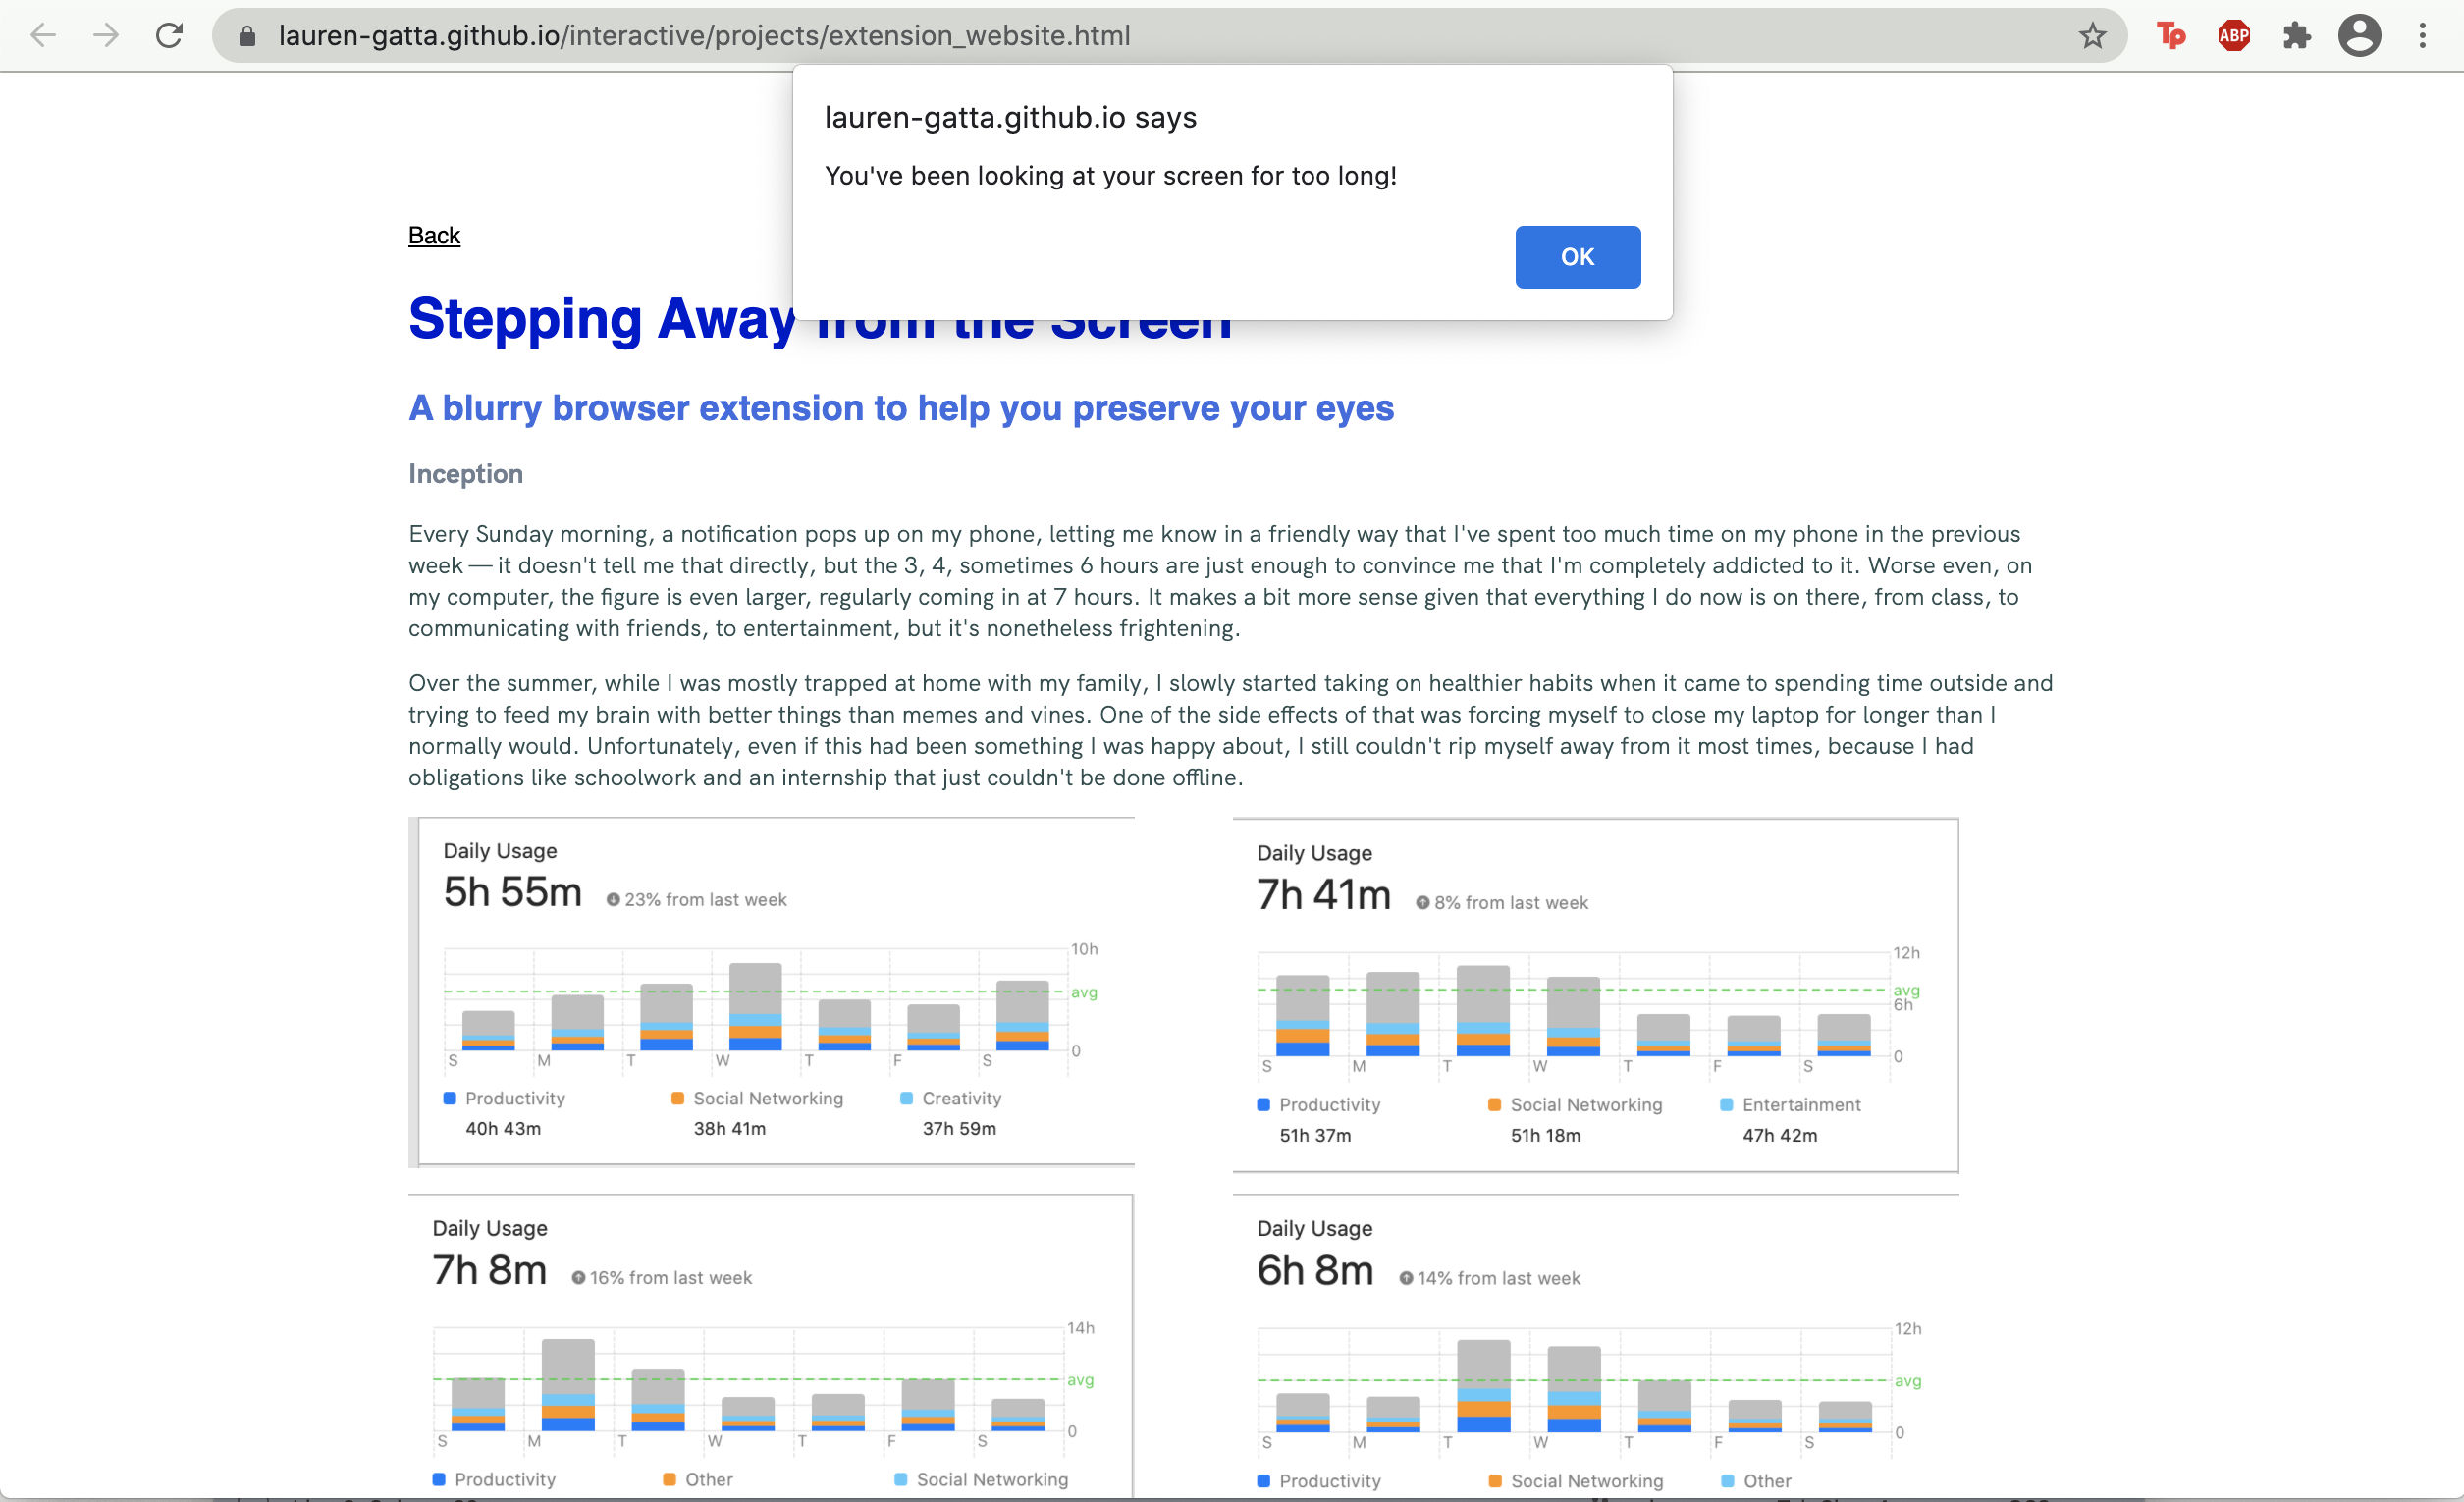 lauren-gatta.github.io/interactive/projects/extension_website.html
Tp
ABP
lauren-gatta.github.io says
You've been looking at your screen for too long!
OK
Back
Stepping Away from the Screen
A blurry browser extension to help you preserve your eyes
Inception
Every Sunday morning, a notification pops up on my phone, letting me know in a friendly way that I've spent too much time on my phone in the previous
week — it doesn't tell me that directly, but the 3, 4, sometimes 6 hours are just enough to convince me that I'm completely addicted to it. Worse even, on
my computer, the figure is even larger, regularly coming in at 7 hours. It makes a bit more sense given that everything I do now is on there, from class, to
communicating with friends, to entertainment, but it's nonetheless frightening.
Over the summer, while I was mostly trapped at home with my family, I slowly started taking on healthier habits when it came to spending time outside and
trying to feed my brain with better things than memes and vines. One of the side effects of that was forcing myself to close my laptop for longer than I
normally would. Unfortunately, even if this had been something I was happy about, I still couldn't rip myself away from it most times, because I had
obligations like schoolwork and an internship that just couldn't be done offline.
Daily Usage
5h 55m 23% from last week
10h
avg
0
S M T W T F S
Productivity Social Networking Creativity
40h 43m 38h 41m 37h 59m
Daily Usage
7h 41m 8% from last week
12h
avg
6h
0
S M T W T F S
Productivity Social Networking Entertainment
51h 37m 51h 18m 47h 42m
Daily Usage
7h 8m 16% from last week
14h
avg
0
S M T W T F S
Productivity Other Social Networking
Daily Usage
6h 8m 14% from last week
12h
avg
0
S M T W T F S
Productivity Social Networking Other